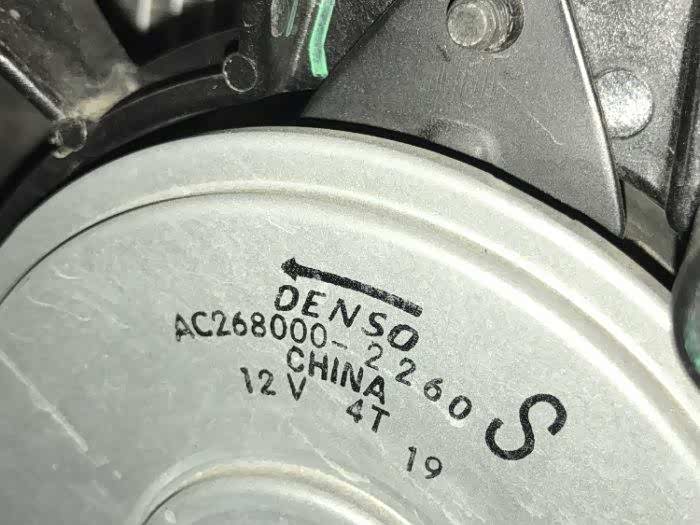 DENSO
AC268000-2260
CHINA
12V 4T
19
S